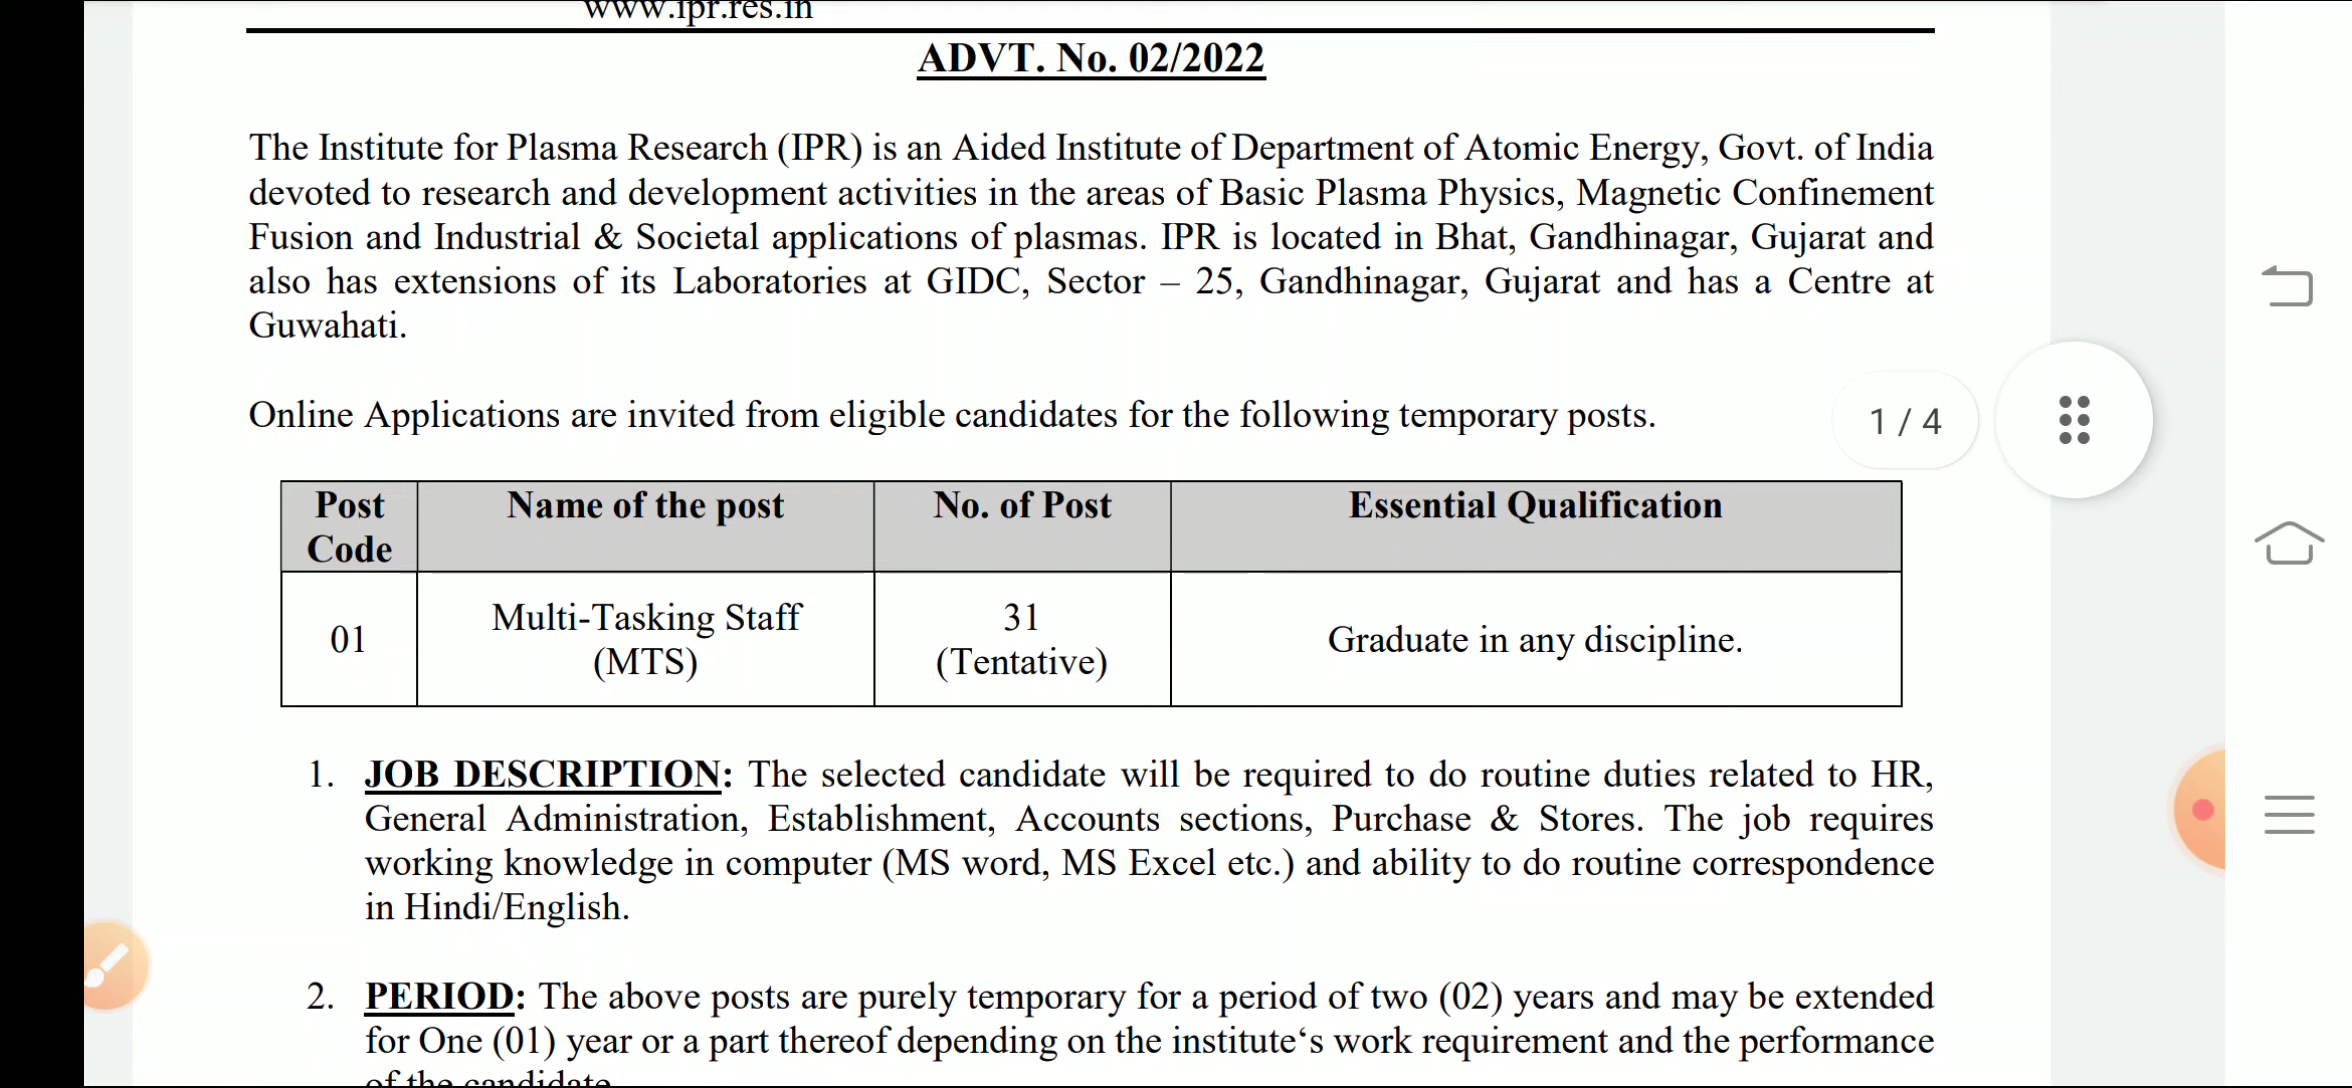 www.ipr.res.in
ADVT. No. 02/2022
The Institute for Plasma Research (IPR) is an Aided Institute of Department of Atomic Energy, Govt. of India
devoted to research and development activities in the areas of Basic Plasma Physics, Magnetic Confinement
Fusion and Industrial & Societal applications of plasmas. IPR is located in Bhat, Gandhinagar, Gujarat and
also has extensions of its Laboratories at GIDC, Sector – 25, Gandhinagar, Gujarat and has a Centre at
Guwahati.
Online Applications are invited from eligible candidates for the following temporary posts.
1 / 4
Post Code
Name of the post
No. of Post
Essential Qualification
01
Multi-Tasking Staff
(MTS)
31
(Tentative)
Graduate in any discipline.
1. JOB DESCRIPTION: The selected candidate will be required to do routine duties related to HR,
General Administration, Establishment, Accounts sections, Purchase & Stores. The job requires
working knowledge in computer (MS word, MS Excel etc.) and ability to do routine correspondence
in Hindi/English.
2. PERIOD: The above posts are purely temporary for a period of two (02) years and may be extended
for One (01) year or a part thereof depending on the institute‘s work requirement and the performance
of the candidate